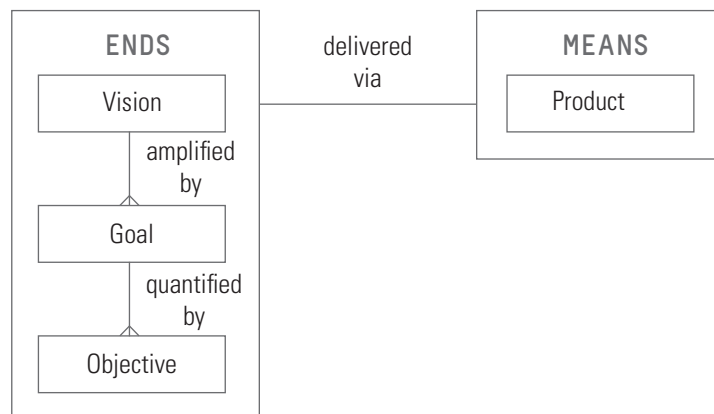 ENDS
Vision
amplified
by
Goal
quantified
by
Objective
delivered
via
MEANS
Product